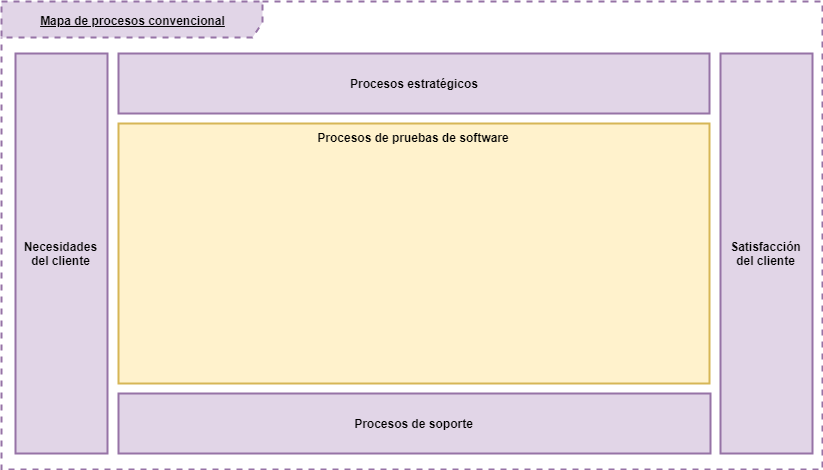 Mapa de procesos convencional
Procesos estratégicos
Procesos de pruebas de software
Necesidades
del cliente
Satisfacción
del cliente
Procesos de soporte